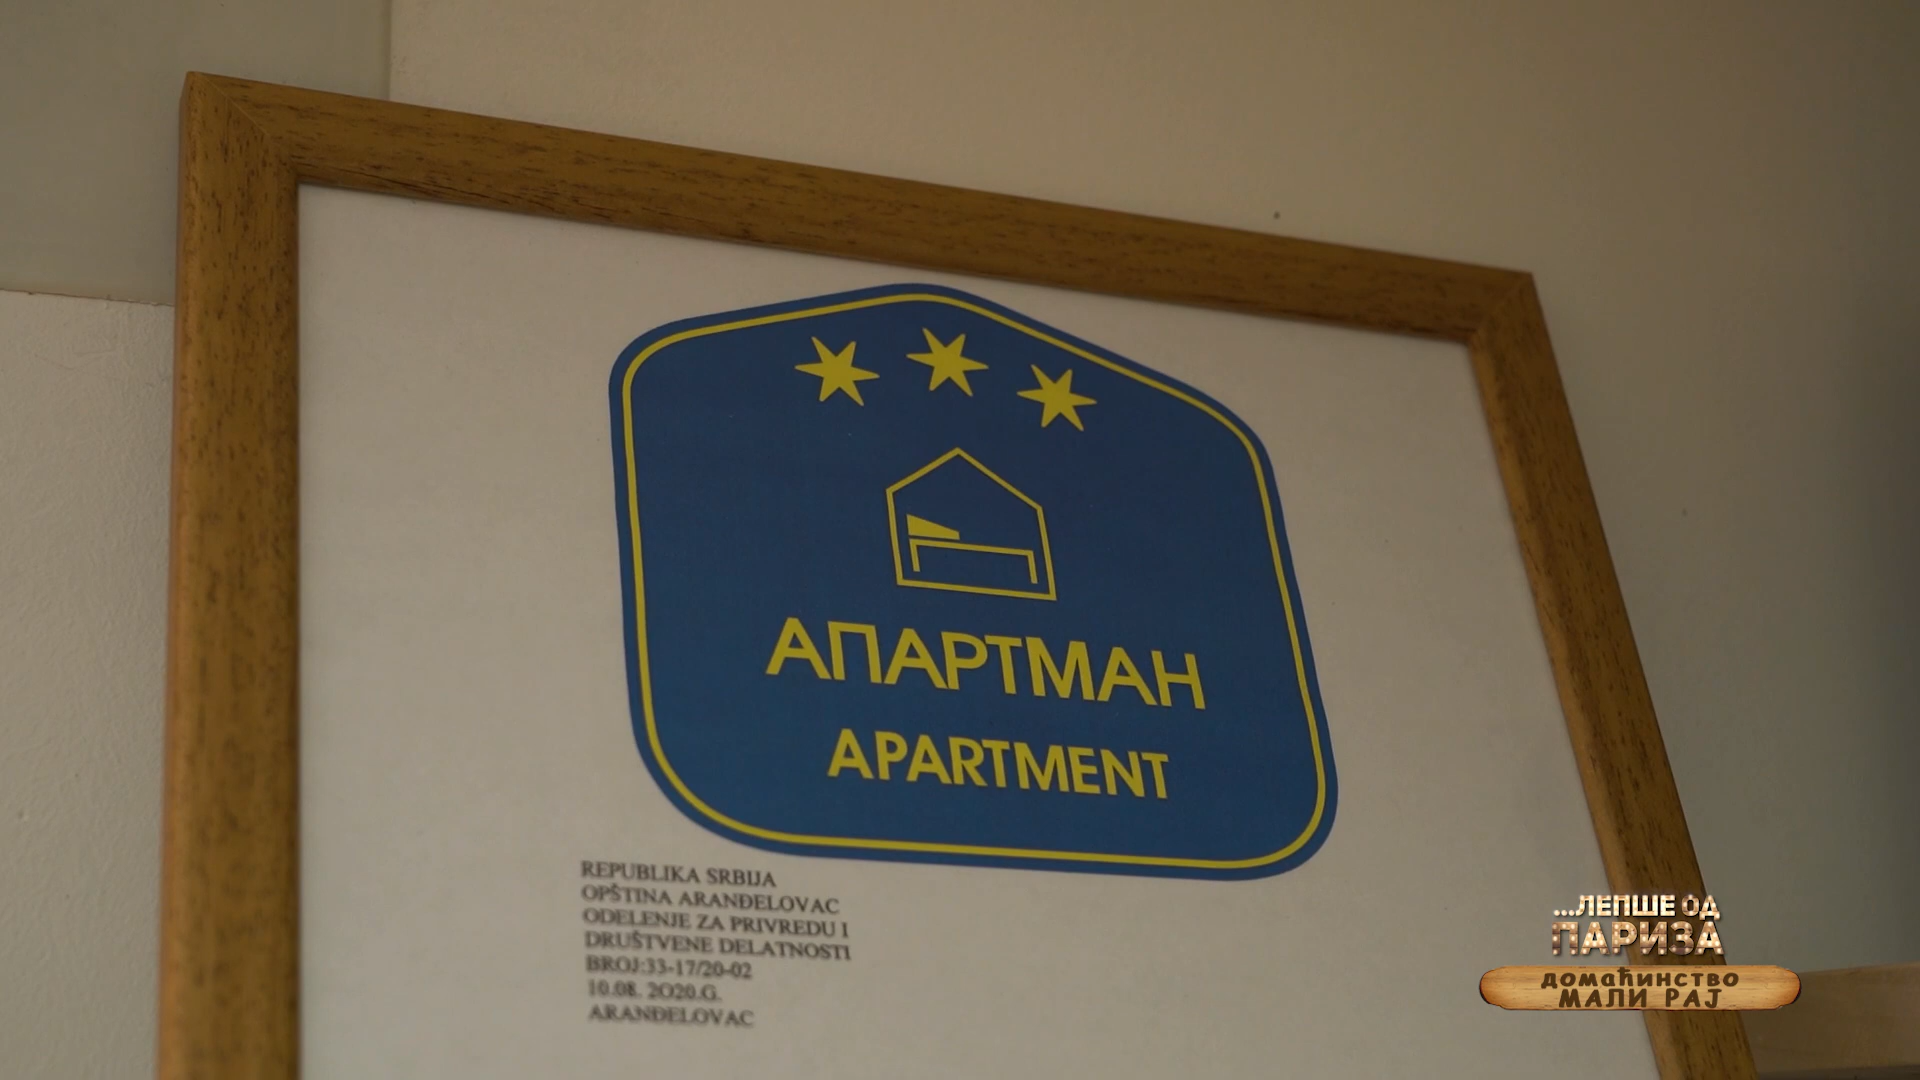 АПАРТМАН
APARTMENT
REPUBLIKA SRBIJA
OPŠTINA ARANĐELOVAC
ODELENJE ZA PRIVREDU I
DRUŠTVENE DELATNOSTI
BROJ:33-17/20-02
10.08. 2020.G.
ARANĐELOVAC
...ЛЕПШЕ ОД
ПАРИЗА
домаћинство
МАЛИ РАЈ